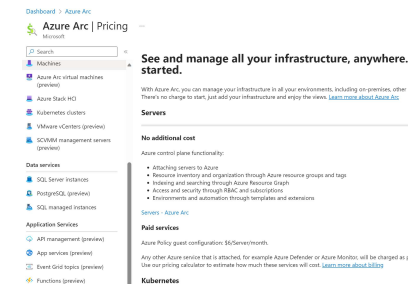 Dashboard > Azure Arc
Azure Arc | Pricing
Microsoft
Search
Machines
Azure Arc virtual machines
(preview)
Azure Stack HCI
Kubernetes clusters
VMware vCenters (preview)
SCVMM management servers
(preview)
Data services
SQL Server instances
PostgreSQL (preview)
SQL managed instances
Application Services
API management (preview)
App services (preview)
Event Grid topics (preview)
Functions (preview)
See and manage all your infrastructure, anywhere.
started.
With Azure Arc, you can manage your infrastructure in all your environments, including on-premises, other
There's no charge to start, just add your infrastructure and enjoy the views. Learn more about Azure Arc
Servers
No additional cost
Azure control plane functionality:
• Attaching servers to Azure
• Resource inventory and organization through Azure resource groups and tags
• Indexing and searching through Azure Resource Graph
• Access and security through RBAC and subscriptions
• Environments and automation through templates and extensions
Servers - Azure Arc
Paid services
Azure Policy guest configuration: $6/Server/month.
Any other Azure service that is attached, for example Azure Defender or Azure Monitor, will be charged as
Use our pricing calculator to estimate how much these services will cost. Learn more about billing
Kubernetes